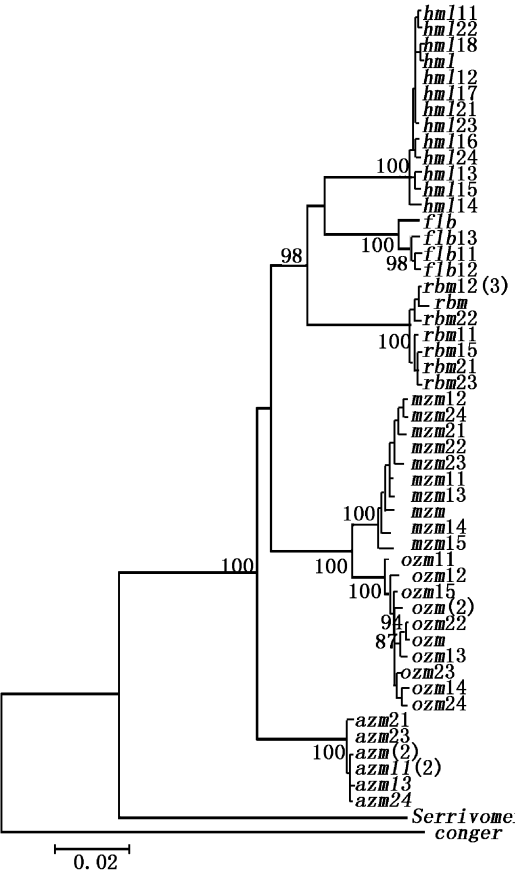 hml11
hml22
hml18
hml
hml12
hml17
hml21
hml23
hml16
hml24
100
hml13
hml15
hml14
flb
flb13
100
flb11
98
98
flb12
rbm12(3)
rbm
rbm22
rbm11
100
rbm15
rbm21
rbm23
mzm12
mzm24
mzm21
mzm22
mzm23
mzm11
mzm13
mzm
100
mzm14
mzm15
ozm11
100
100
ozm12
100
ozm15
ozm(2)
94
ozm22
87
ozm
ozm13
ozm23
ozm14
ozm24
azm21
azm23
100
azm(2)
azm11(2)
azm13
azm24
Serrivome
conger
0.02